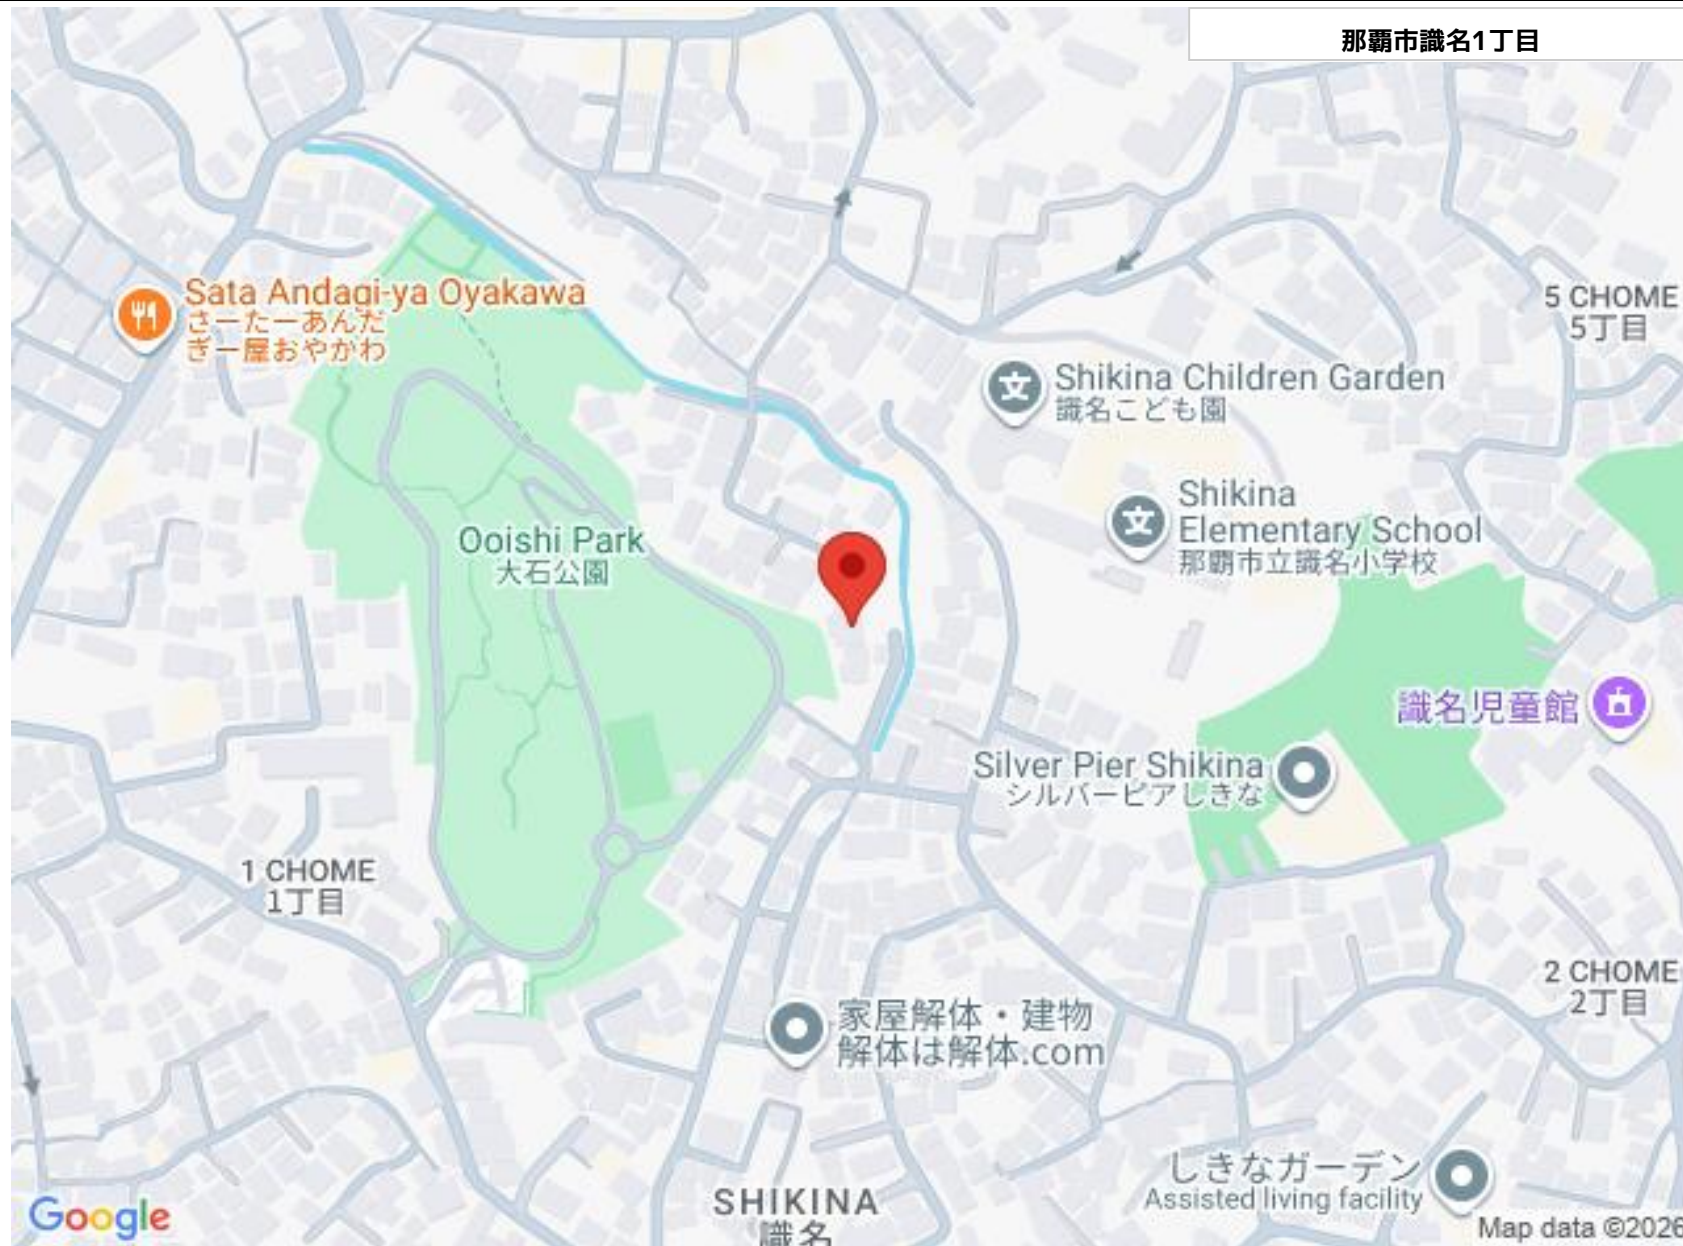 那覇市識名1丁目
Sata Andagi-ya Oyakawa
さーたーあんだ
ぎー屋おやかわ
5 CHOME
5丁目
Shikina Children Garden
識名こども園
Shikina
Elementary School
那覇市立識名小学校
Ooishi Park
大石公園
識名児童館
Silver Pier Shikina
シルバーピアしきな
1 CHOME
1丁目
2 CHOME
2丁目
家屋解体・建物
解体は解体.com
しきなガーデン
Assisted living facility
SHIKINA
識名
Google
Map data ©2026